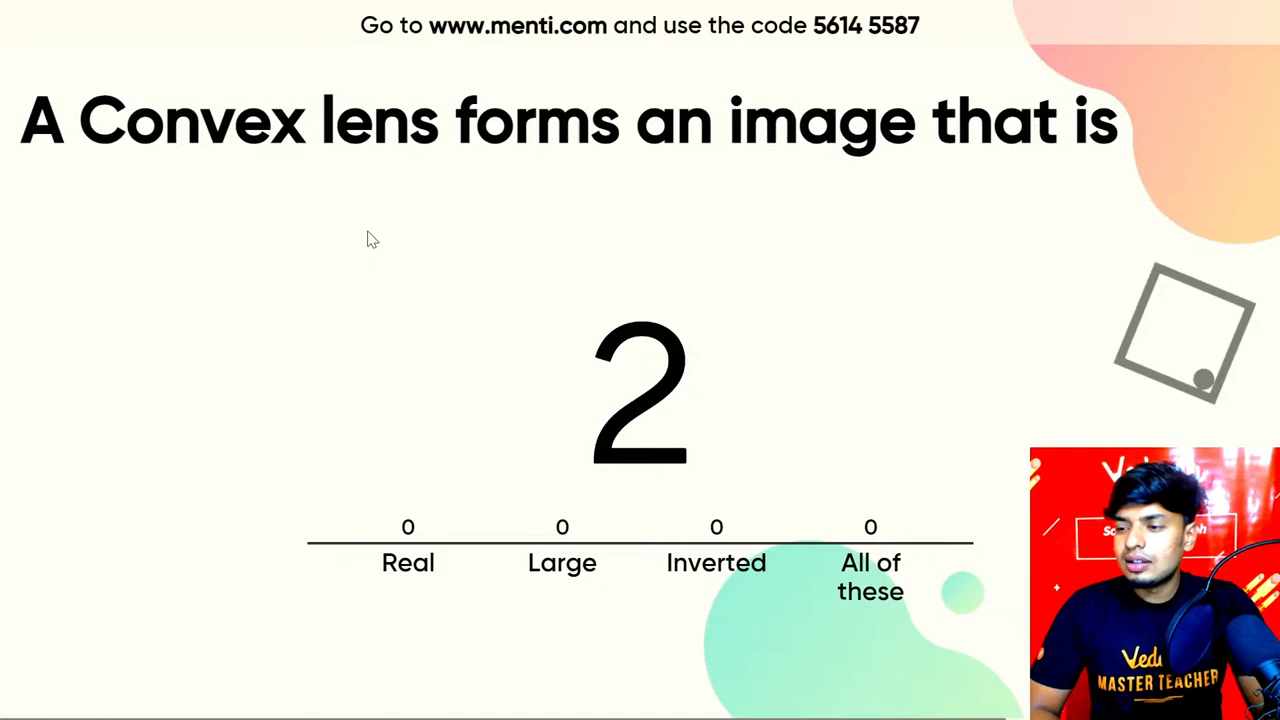 Go to www.menti.com and use the code 5614 5587
A Convex lens forms an image that is
2
0 0 0 0
Real Large Inverted All of these
MASTER TEACHER